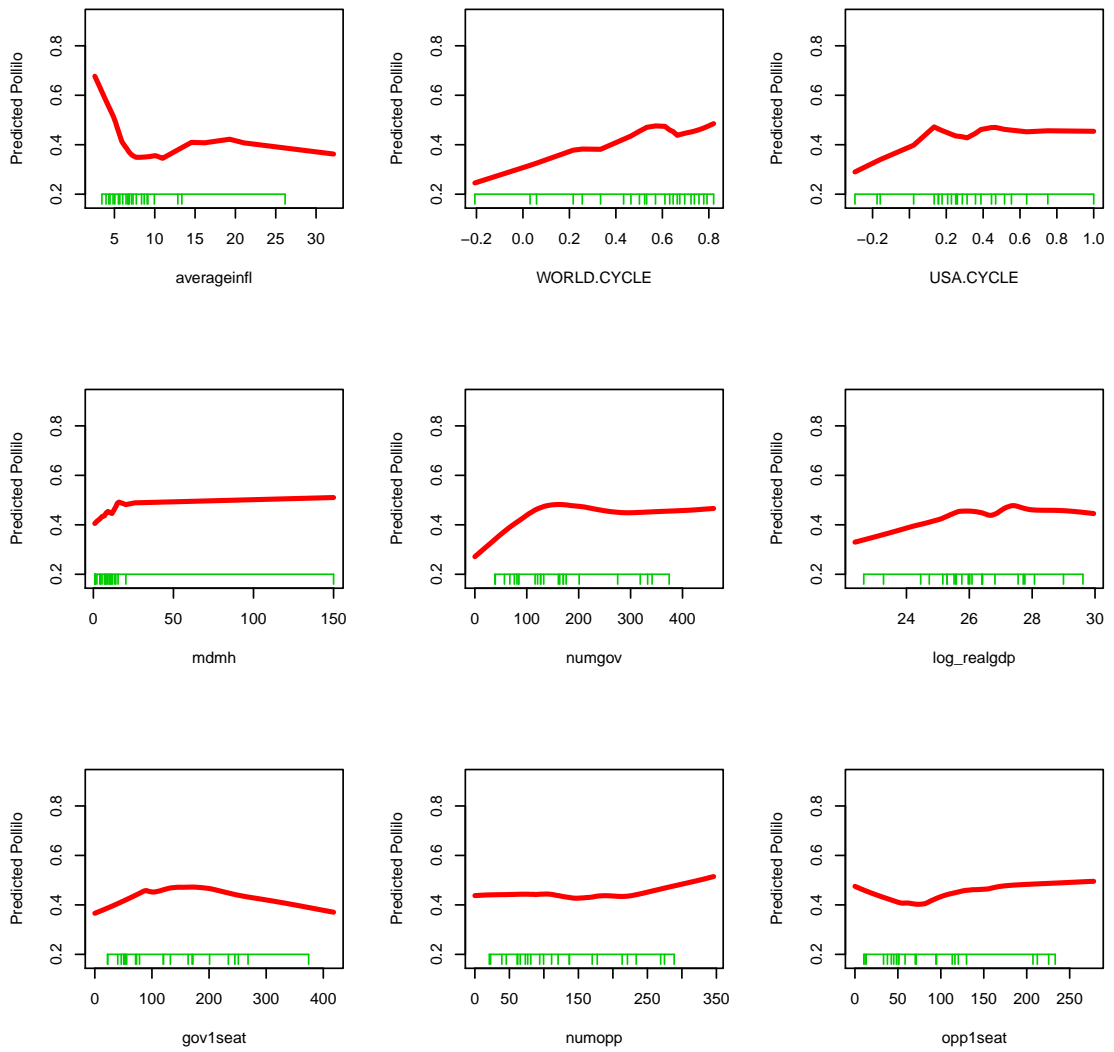 Predicted Pollilo
0.2 0.4 0.6 0.8
5 10 15 20 25 30
averageinfl
Predicted Pollilo
0.2 0.4 0.6 0.8
−0.2 0.0 0.2 0.4 0.6 0.8
WORLD.CYCLE
Predicted Pollilo
0.2 0.4 0.6 0.8
−0.2 0.2 0.4 0.6 0.8 1.0
USA.CYCLE
Predicted Pollilo
0.2 0.4 0.6 0.8
0 50 100 150
mdmh
Predicted Pollilo
0.2 0.4 0.6 0.8
0 100 200 300 400
numgov
Predicted Pollilo
0.2 0.4 0.6 0.8
24 26 28 30
log_realgdp
Predicted Pollilo
0.2 0.4 0.6 0.8
0 100 200 300 400
gov1seat
Predicted Pollilo
0.2 0.4 0.6 0.8
0 50 150 200 250 300 350
numopp
Predicted Pollilo
0.2 0.4 0.6 0.8
0 50 100 150 200 250
opp1seat